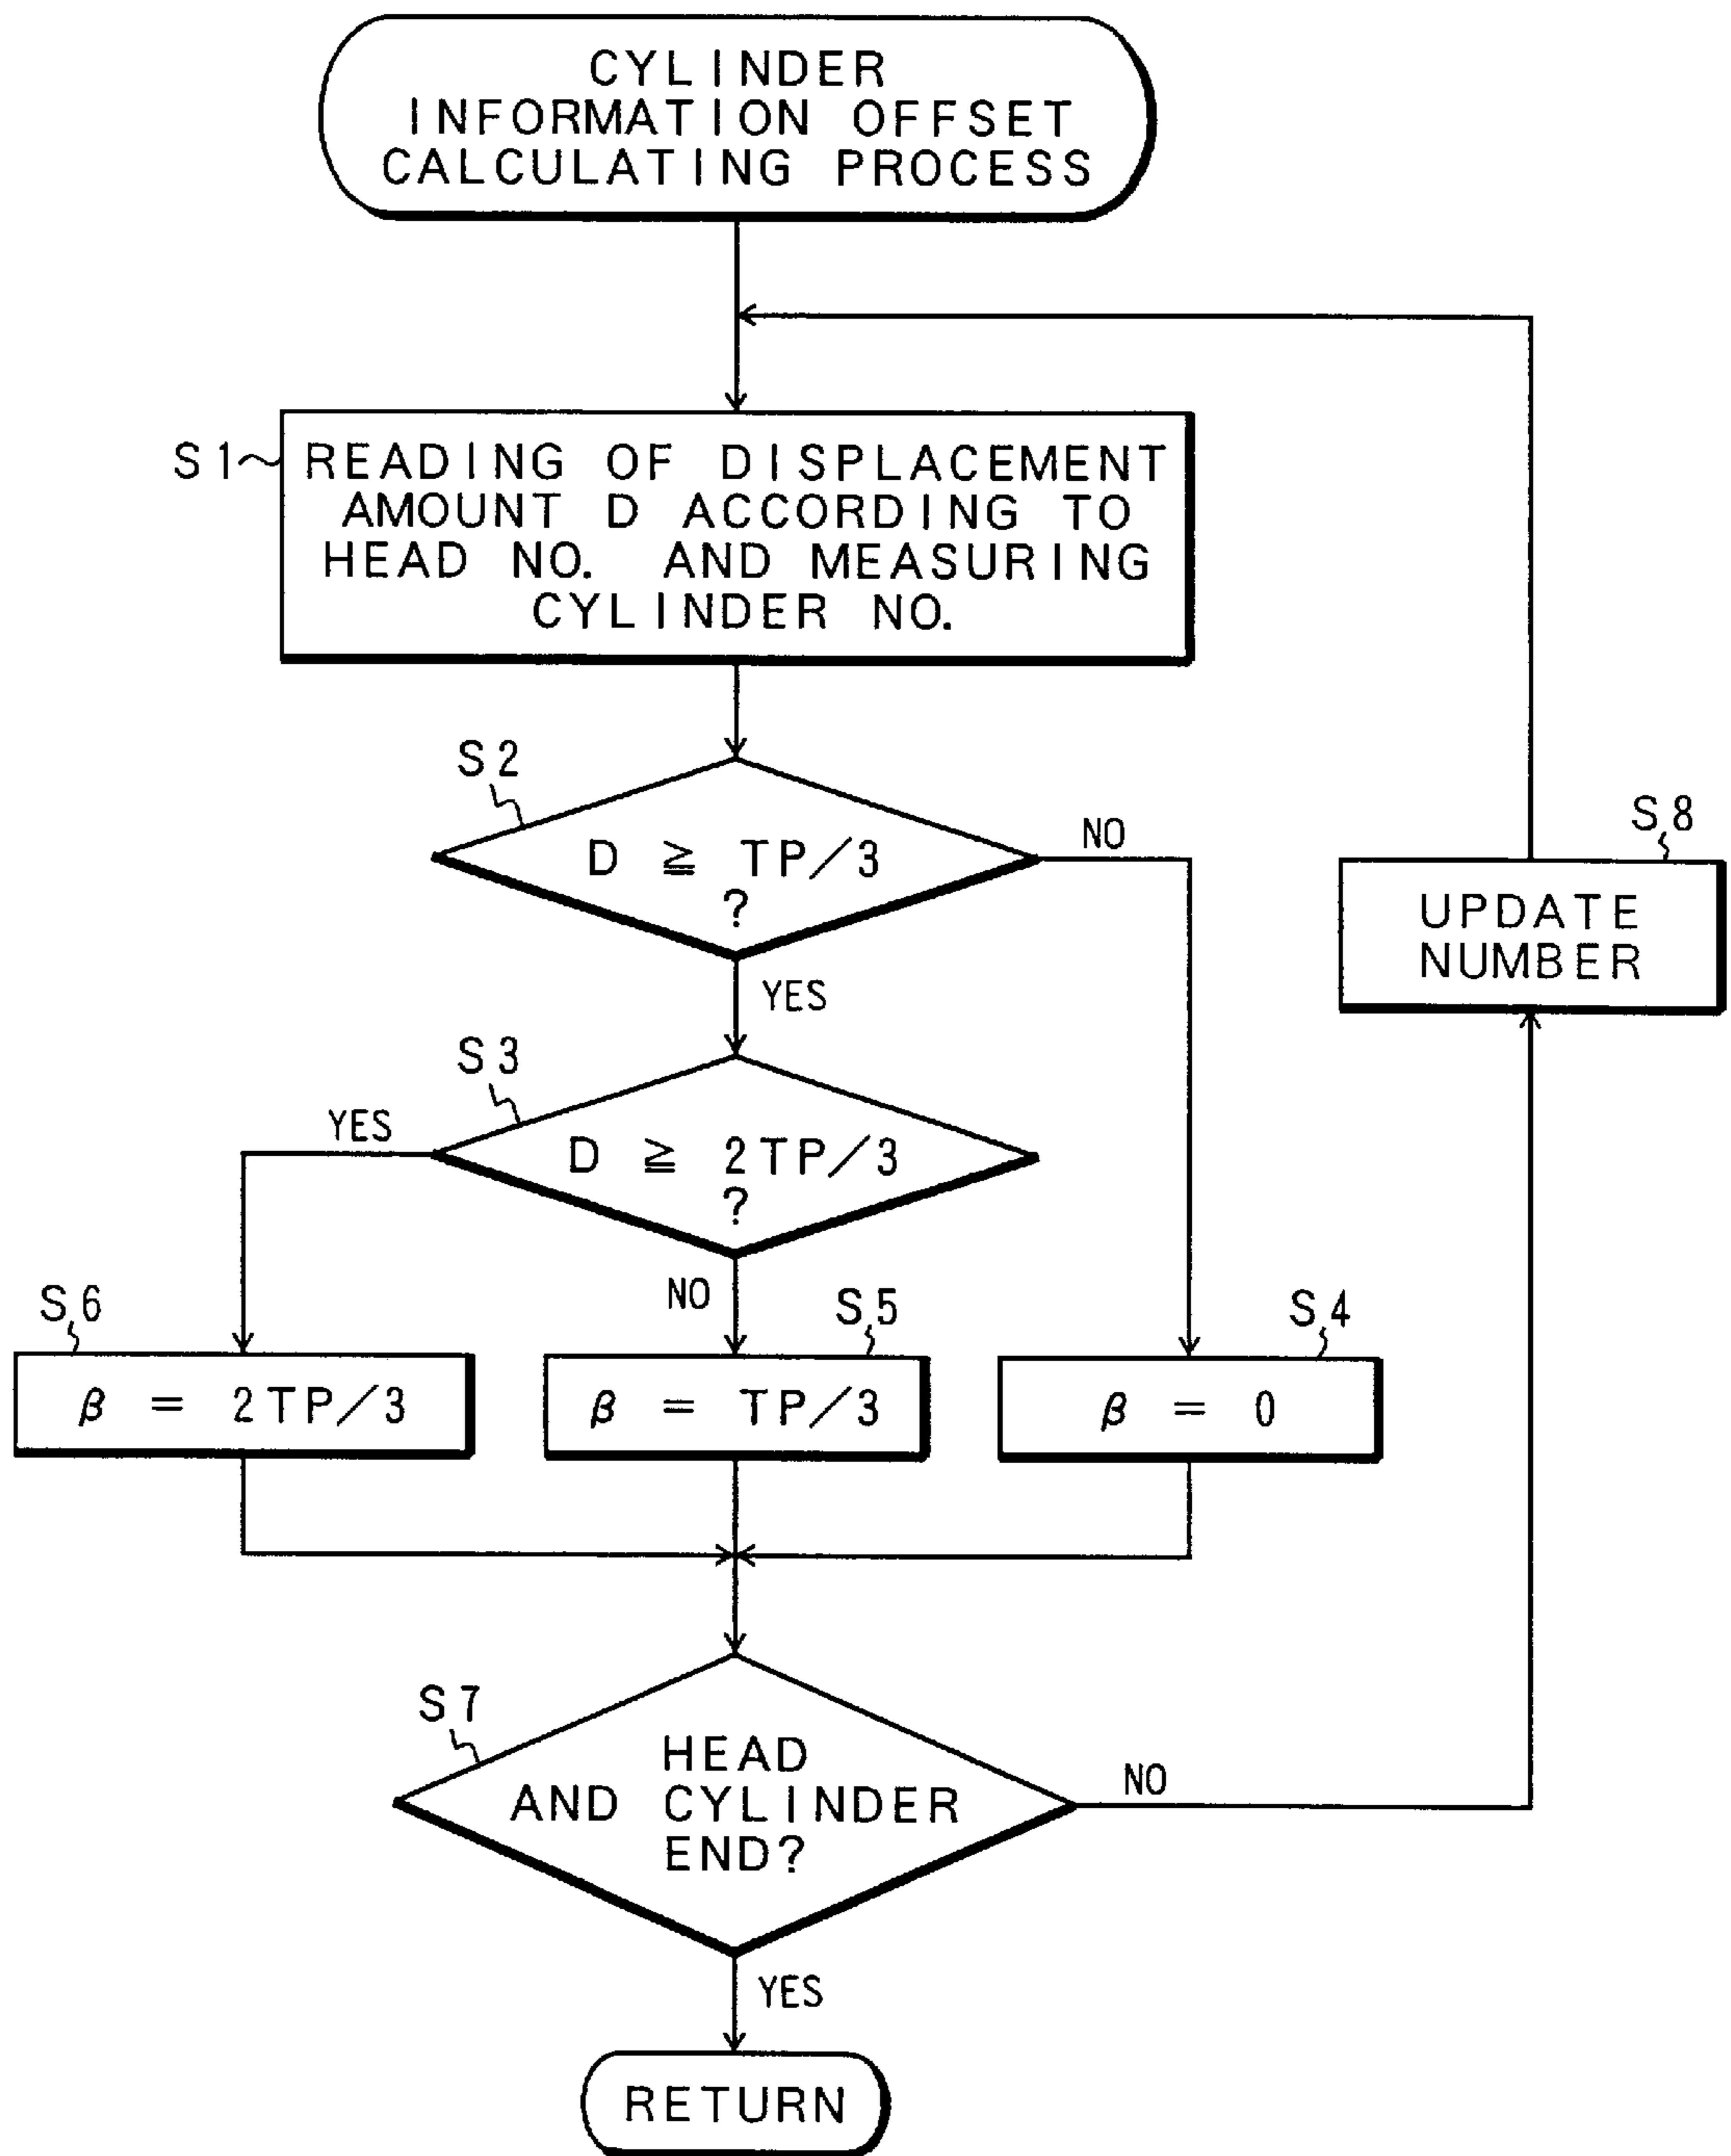 CYLINDER
INFORMATION OFFSET
CALCULATING PROCESS
S1
READING OF DISPLACEMENT
AMOUNT D ACCORDING TO
HEAD NO. AND MEASURING
CYLINDER NO.
S2
D ≧ TP/3
?
NO
YES
S8
UPDATE
NUMBER
S3
YES
D ≧ 2TP/3
?
NO
S6
β = 2TP/3
S5
β = TP/3
S4
β = 0
S7
HEAD
AND CYLINDER
END?
NO
YES
RETURN